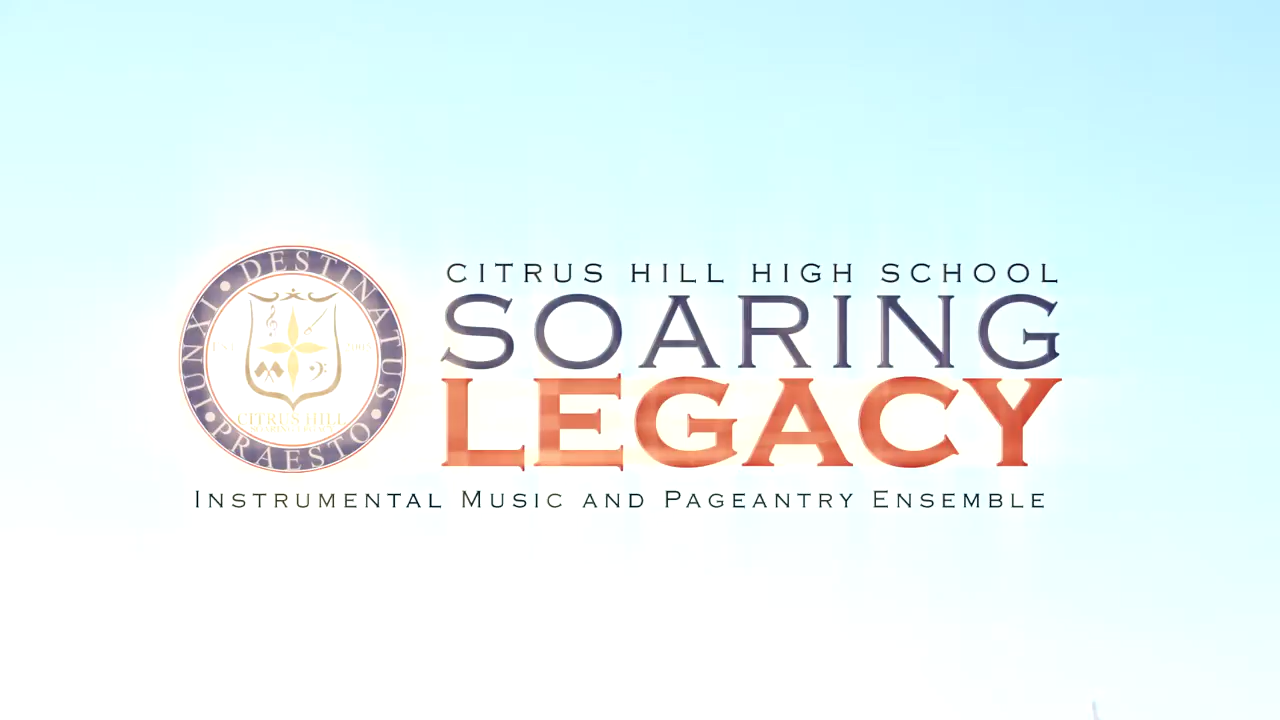 IUNXI • DESTINATUS • PRAESTO •
CITRUS HILL
CITRUS HILL HIGH SCHOOL
SOARING
LEGACY
INSTRUMENTAL MUSIC AND PAGEANTRY ENSEMBLE